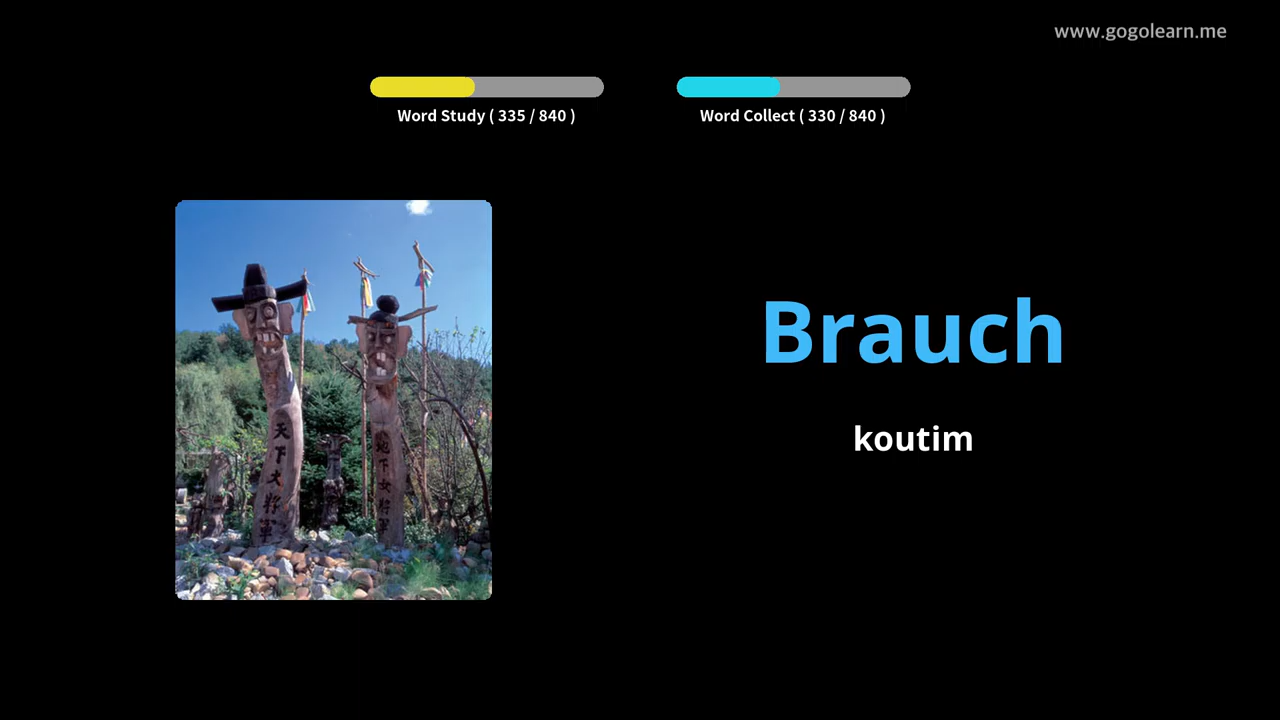 www.gogolearn.me
Word Study ( 335 / 840 )
Word Collect ( 330 / 840 )
Brauch
koutim
天下大將軍
地下女將軍